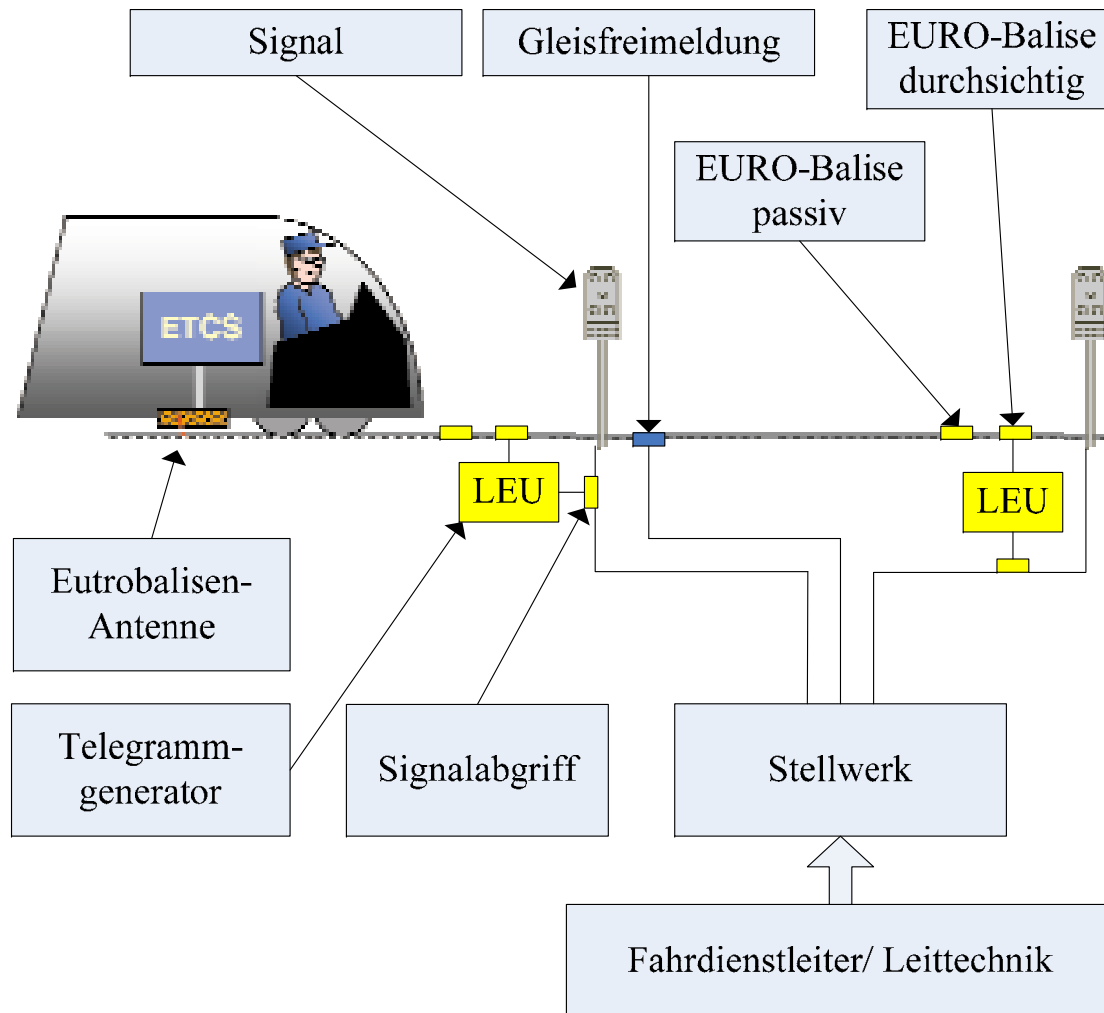 Signal
Gleisfreimeldung
EURO-Balise
durchsichtig
EURO-Balise
passiv
ETCS
LEU
LEU
Eutrobalisen-
Antenne
Telegramm-
generator
Signalabgriff
Stellwerk
Fahrdienstleiter/ Leittechnik